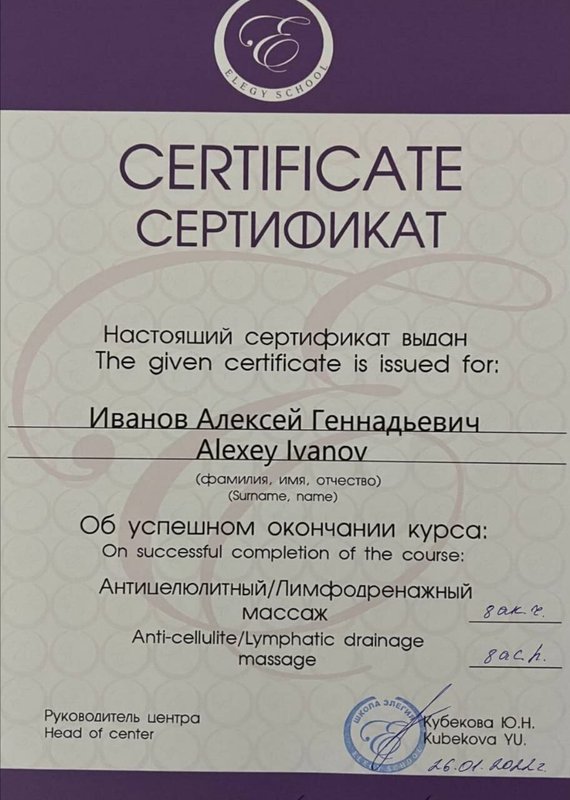 ELEGY SCHOOL
CERTIFICATE
СЕРТИФИКАТ
Настоящий сертификат выдан
The given certificate is issued for:
Иванов Алексей Геннадьевич
Alexey Ivanov
(фамилия, имя, отчество)
(Surname, name)
Об успешном окончании курса:
On successful completion of the course:
Антицелюлитный/Лимфодренажный
массаж
8 ак.ч.
Anti-cellulite/Lymphatic drainage
massage
8 ac.h.
Руководитель центра
Head of center
ШКОЛА ЭЛЕГИЯ
ELEGY SCHOOL
Кубекова Ю.Н.
Kubekova YU.
26.01.2022г.